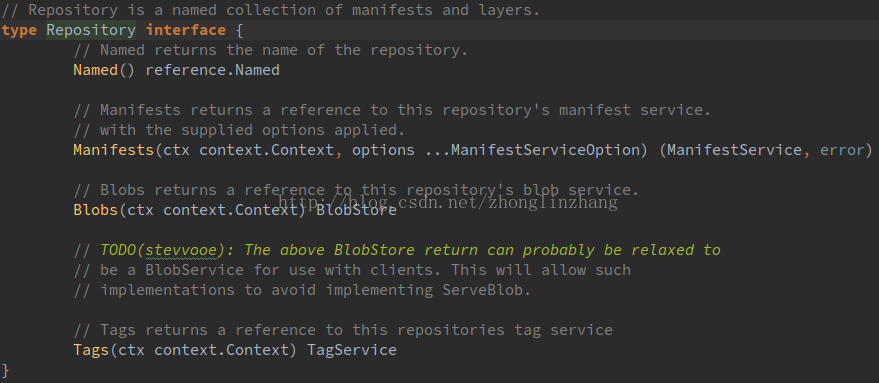 // Repository is a named collection of manifests and layers.
type Repository interface {
// Named returns the name of the repository.
Named() reference.Named
// Manifests returns a reference to this repository's manifest service.
// with the supplied options applied.
Manifests(ctx context.Context, options ...ManifestServiceOption) (ManifestService, error)
// Blobs returns a reference to this repository's blob service.
http://blog.csdn.net/zhonglinzhang
Blobs(ctx context.Context) BlobStore
// TODO(stevvooe): The above BlobStore return can probably be relaxed to
// be a BlobService for use with clients. This will allow such
// implementations to avoid implementing ServeBlob.
// Tags returns a reference to this repositories tag service
Tags(ctx context.Context) TagService
}